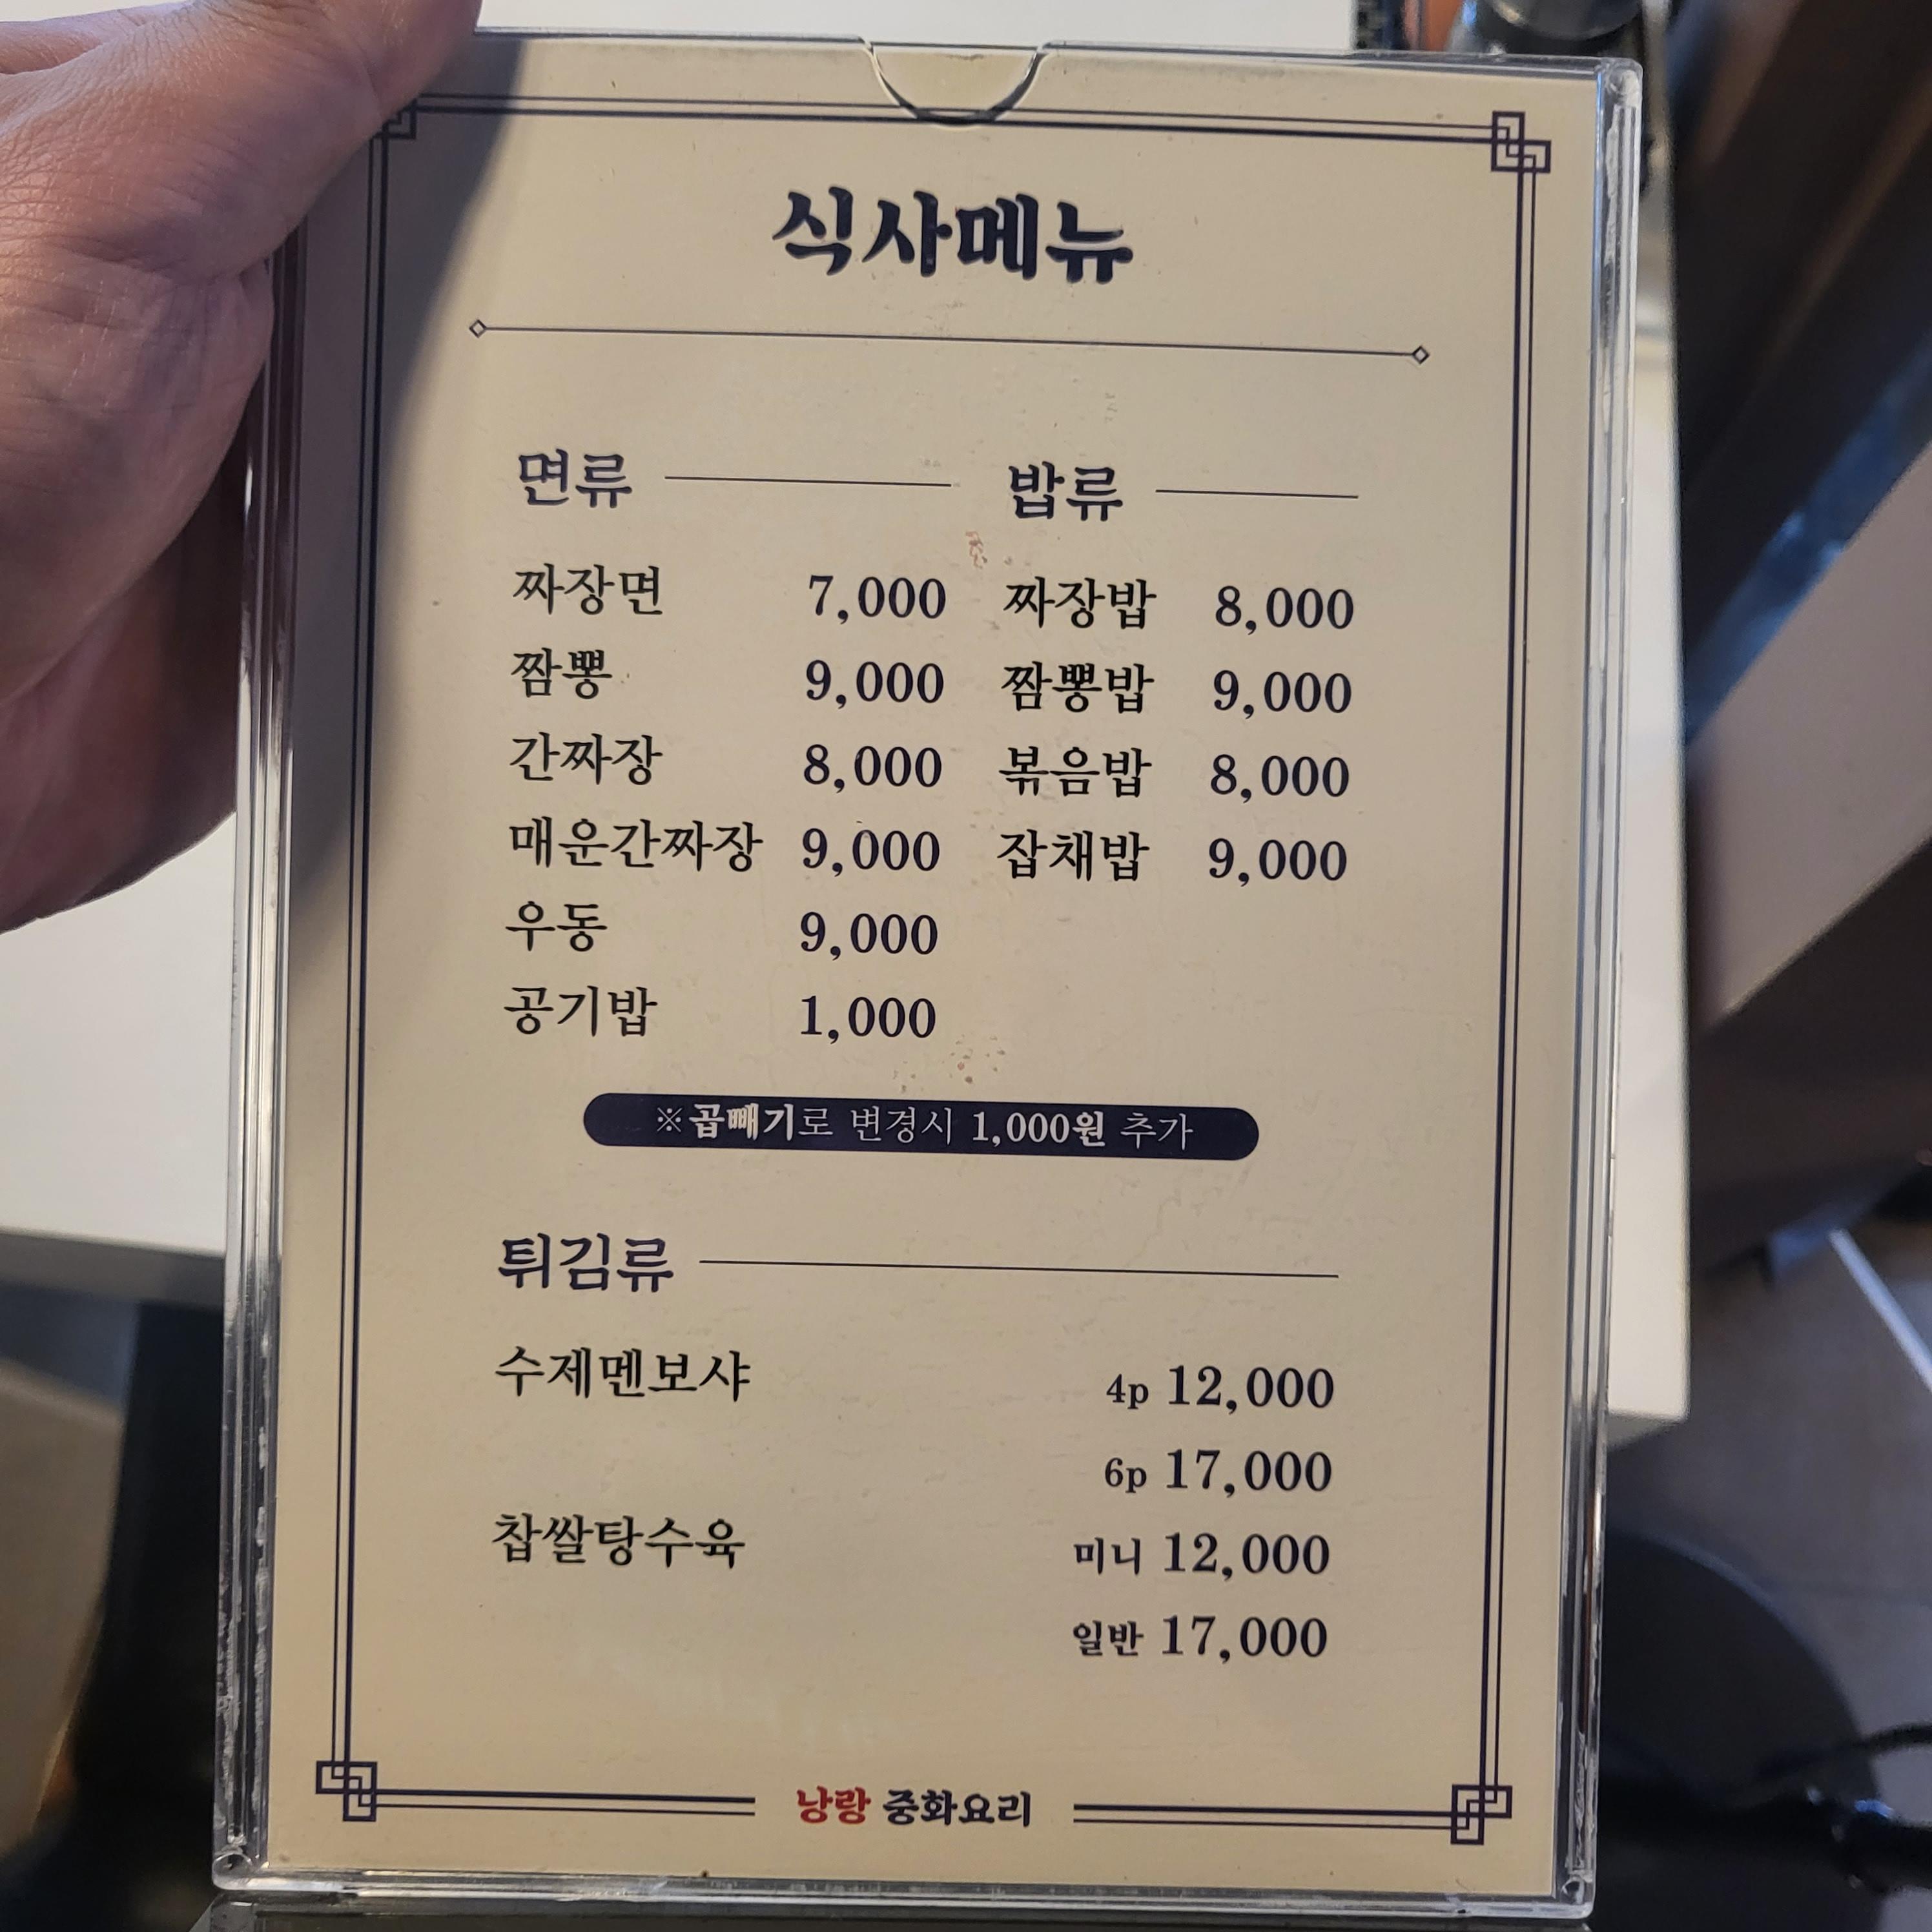 식사메뉴
면류
짜장면 7,000
짬뽕 9,000
간짜장 8,000
매운간짜장 9,000
우동 9,000
공기밥 1,000
밥류
짜장밥 8,000
짬뽕밥 9,000
볶음밥 8,000
잡채밥 9,000
※곱빼기로 변경시 1,000원 추가
튀김류
수제멘보샤 4p 12,000
6p 17,000
찹쌀탕수육 미니 12,000
일반 17,000
낭랑 중화요리